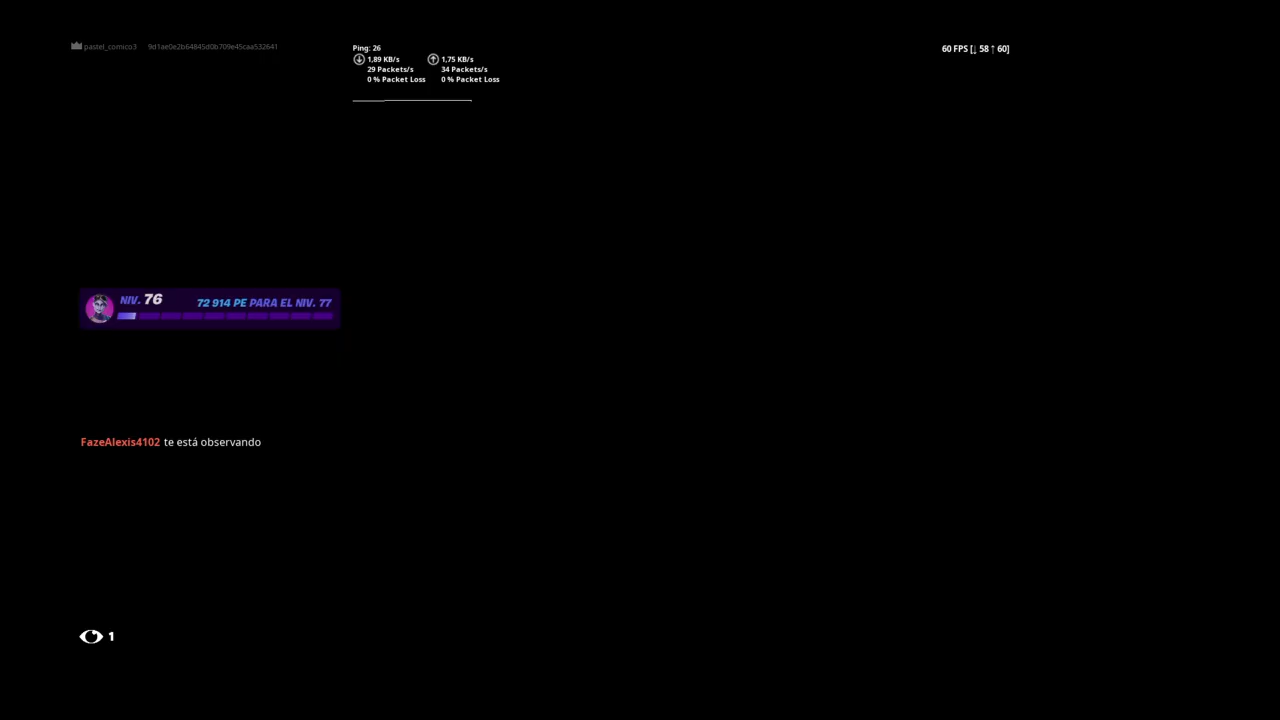 pastel_comico3 9d1ae0e2b64845d0b709e45caa532641
Ping: 26
1,89 KB/s 1,75 KB/s
29 Packets/s 34 Packets/s
0 % Packet Loss 0 % Packet Loss
60 FPS [↓ 58 ↑ 60]
NIV. 76 72 914 PE PARA EL NIV. 77
FazeAlexis4102 te está observando
1